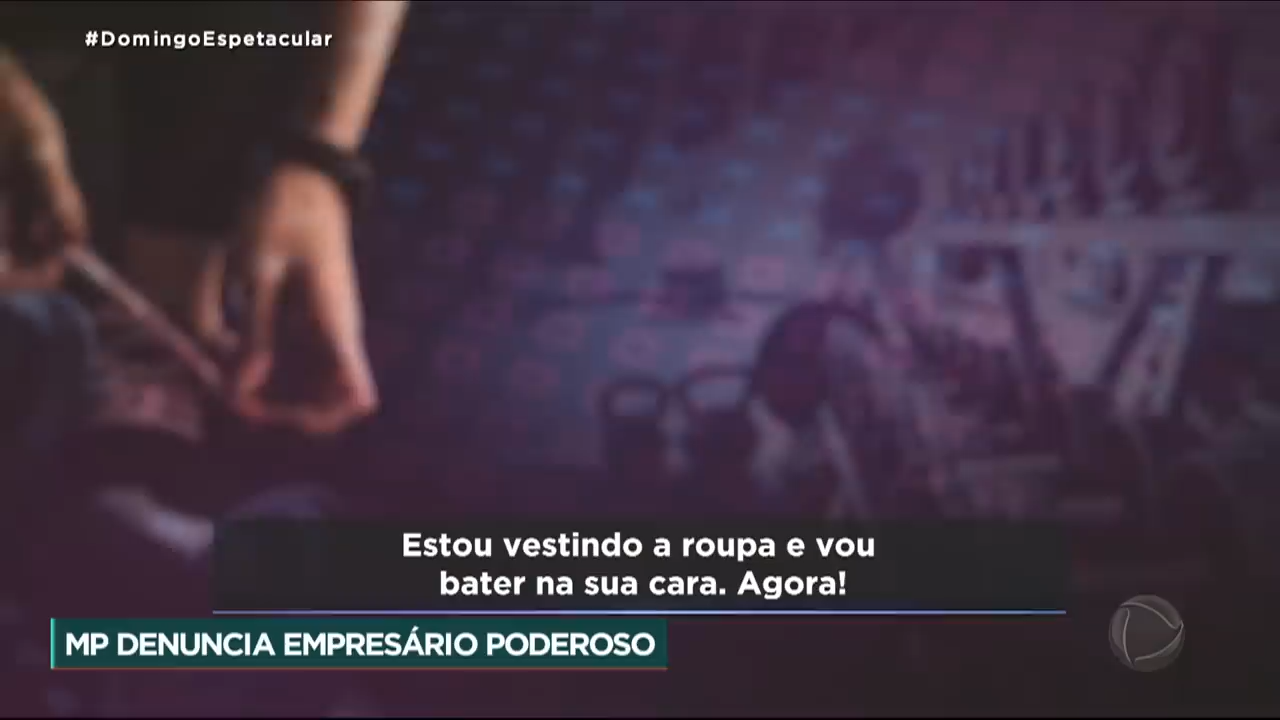 #DomingoEspetacular
Estou vestindo a roupa e vou
bater na sua cara. Agora!
MP DENUNCIA EMPRESÁRIO PODEROSO